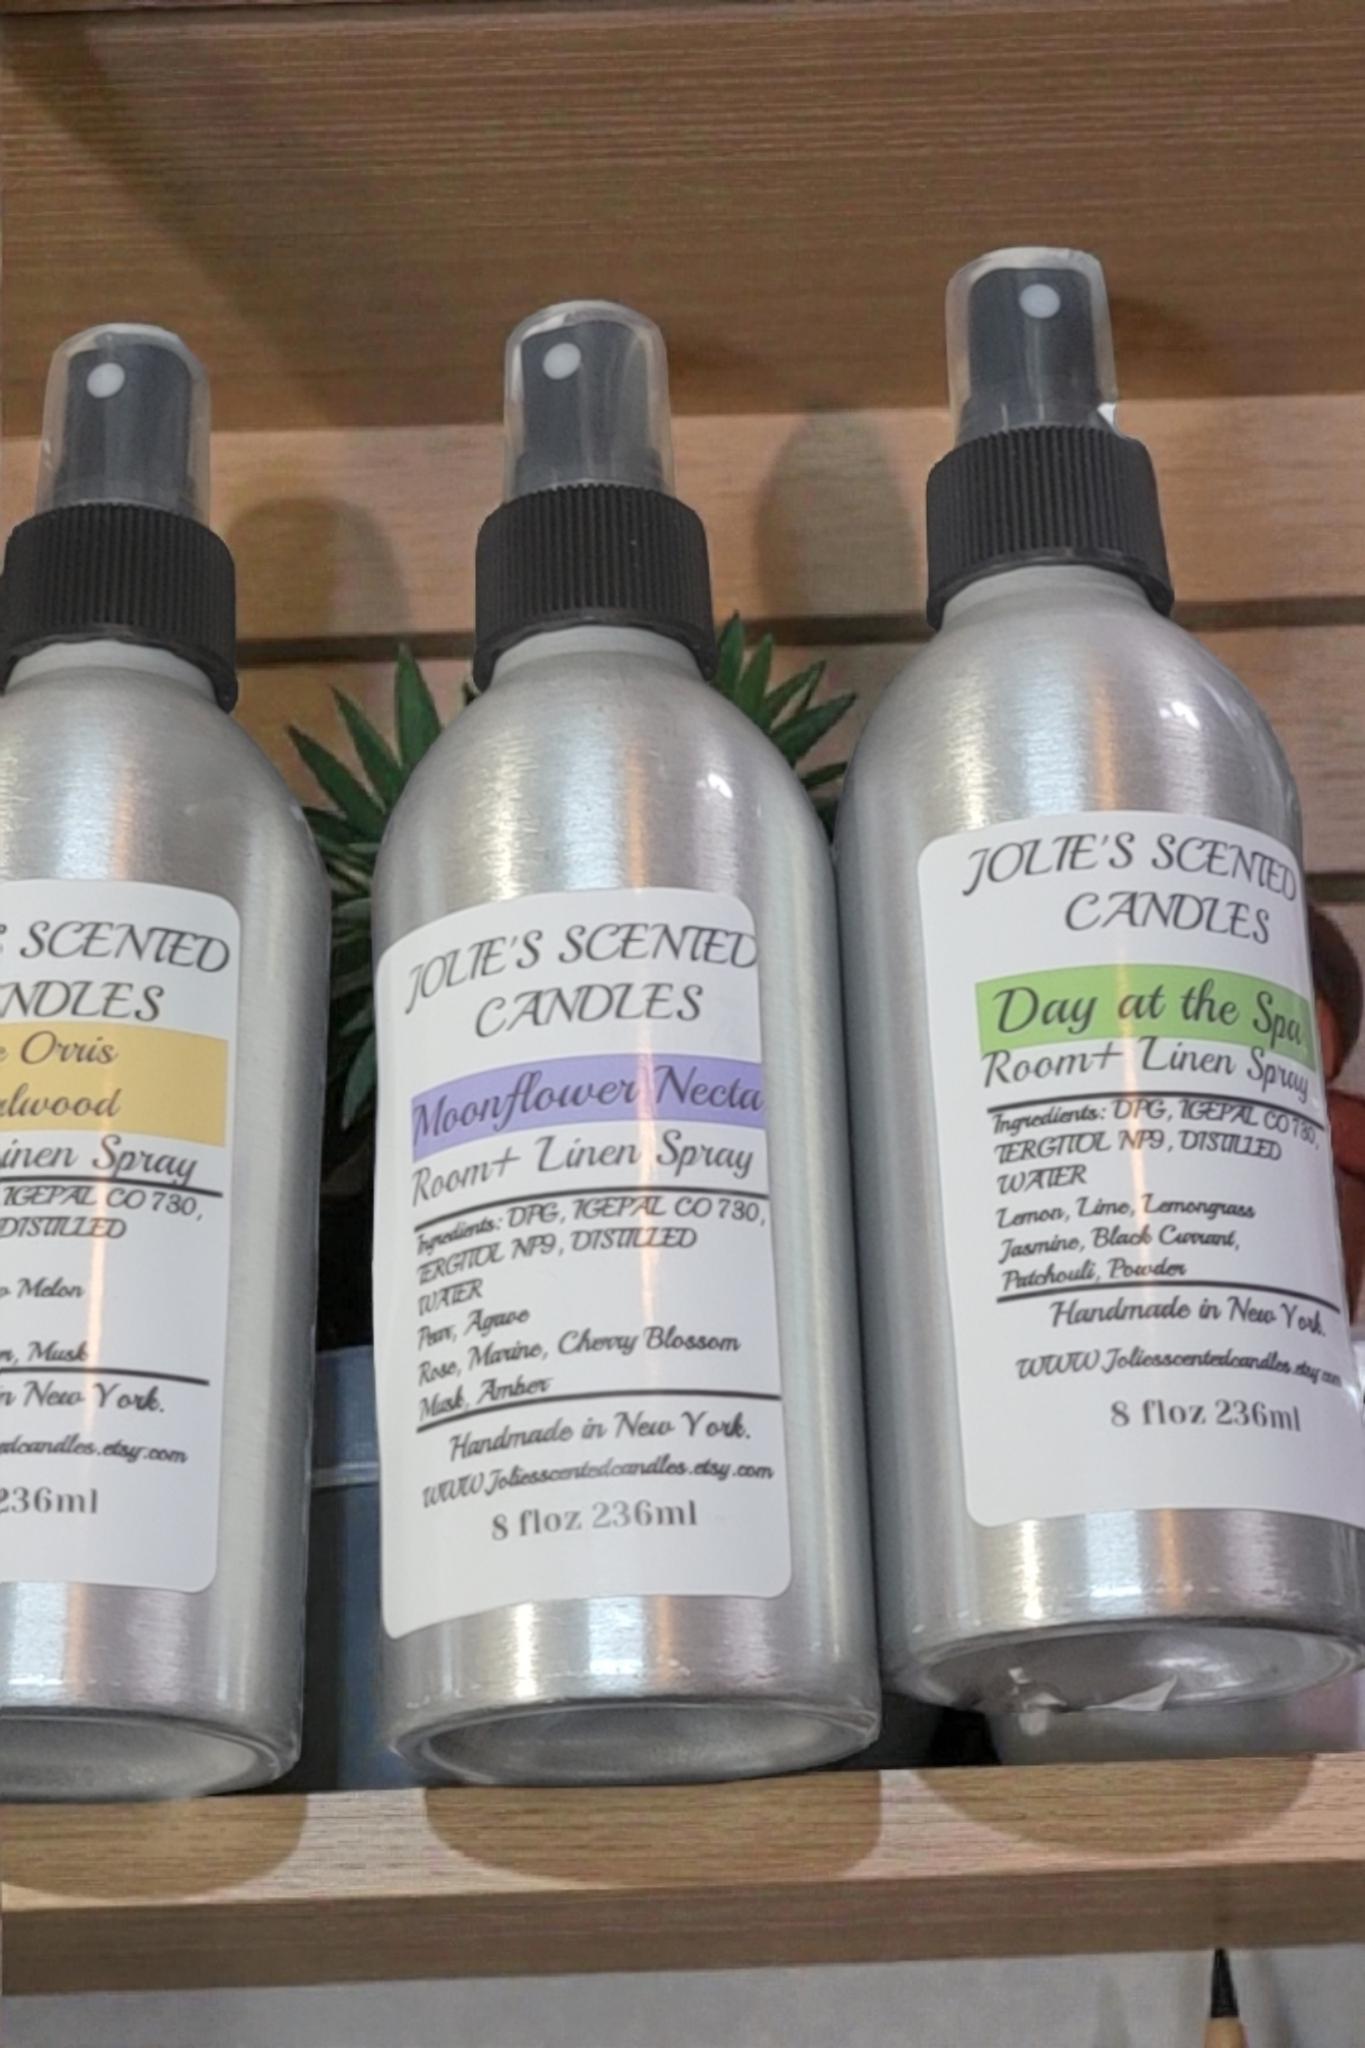 SCENTED
Orris
Linen Spray
IGEPAL CO 730,
DISTILLED
Melon
Musk
in New York.
.etsy.com
236ml
JOLIE'S SCENTED
CANDLES
Moonflower Necta
Room+ Linen Spray
Ingredients: DPG, IGEPAL CO 730,
TERGITOL NP9, DISTILLED
WATER
Pear, Agave
Rose, Marine, Cherry Blossom
Musk, Amber
Handmade in New York.
WWW.Joliesscentedcandles.etsy.com
8 floz 236ml
JOLIE'S SCENTED
CANDLES
Day at the Spa
Room+ Linen Spray
Ingredients: DPG, IGEPAL CO 730,
TERGITOL NP9, DISTILLED
WATER
Lemon, Lime, Lemongrass
Jasmine, Black Currant,
Patchouli, Powder
Handmade in New York.
WWW.Joliesscentedcandles.etsy.com
8 floz 236ml